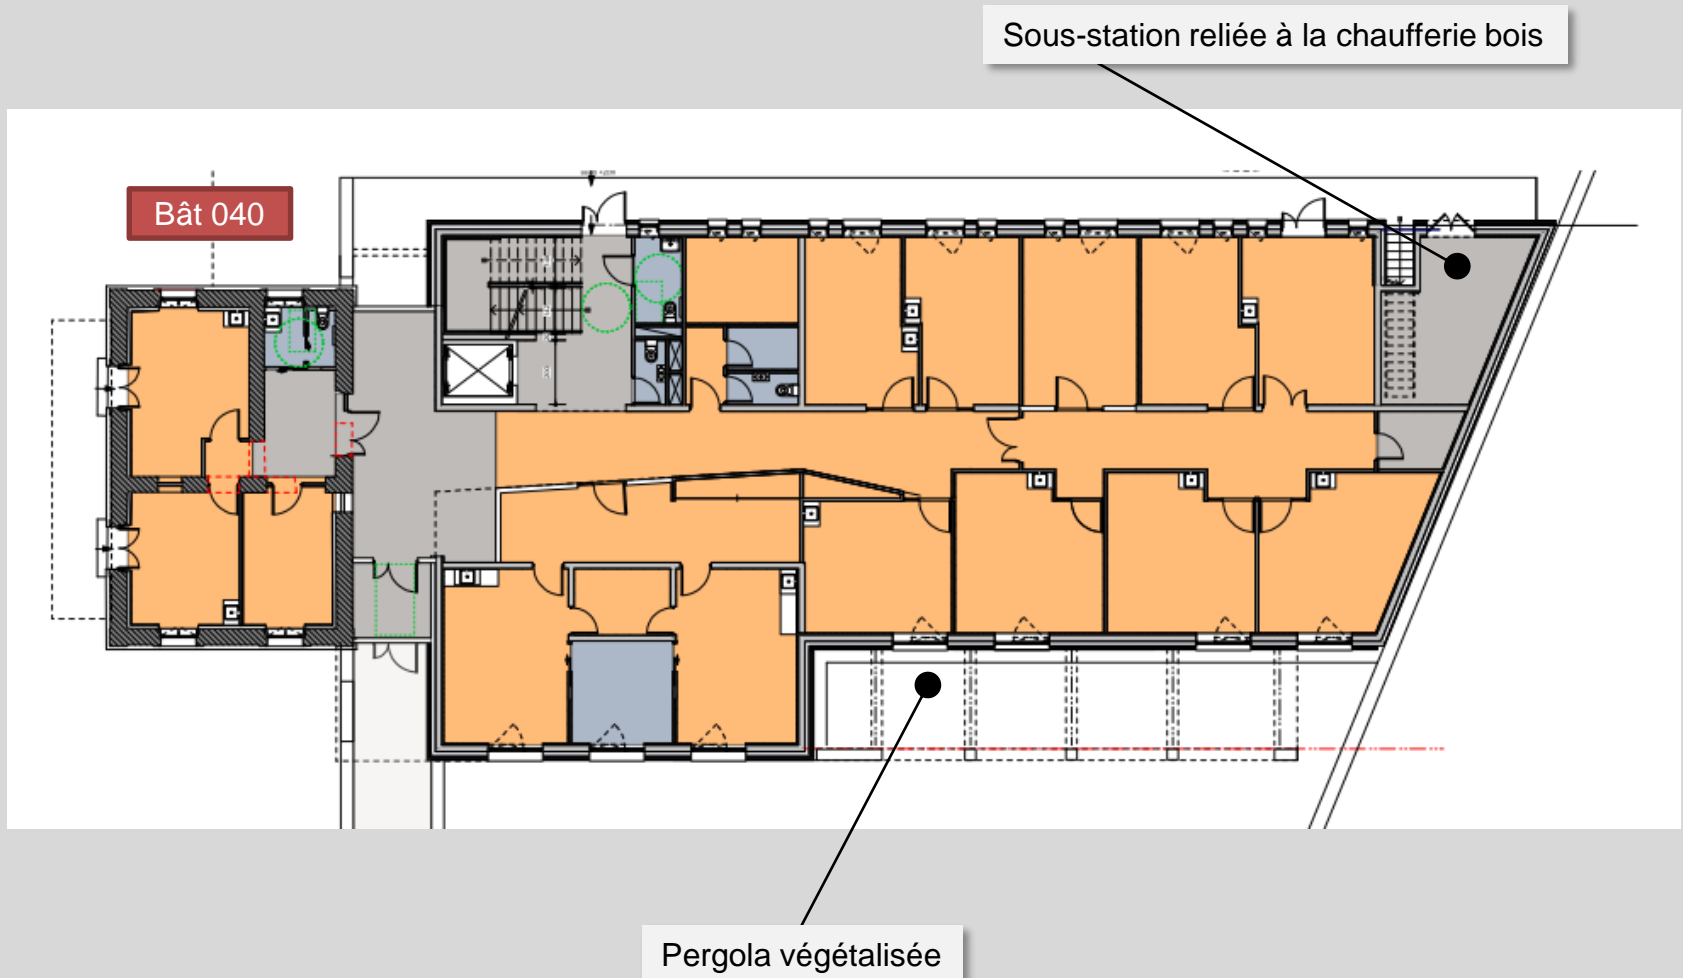 Sous-station reliée à la chaufferie bois
Bât 040
Pergola végétalisée